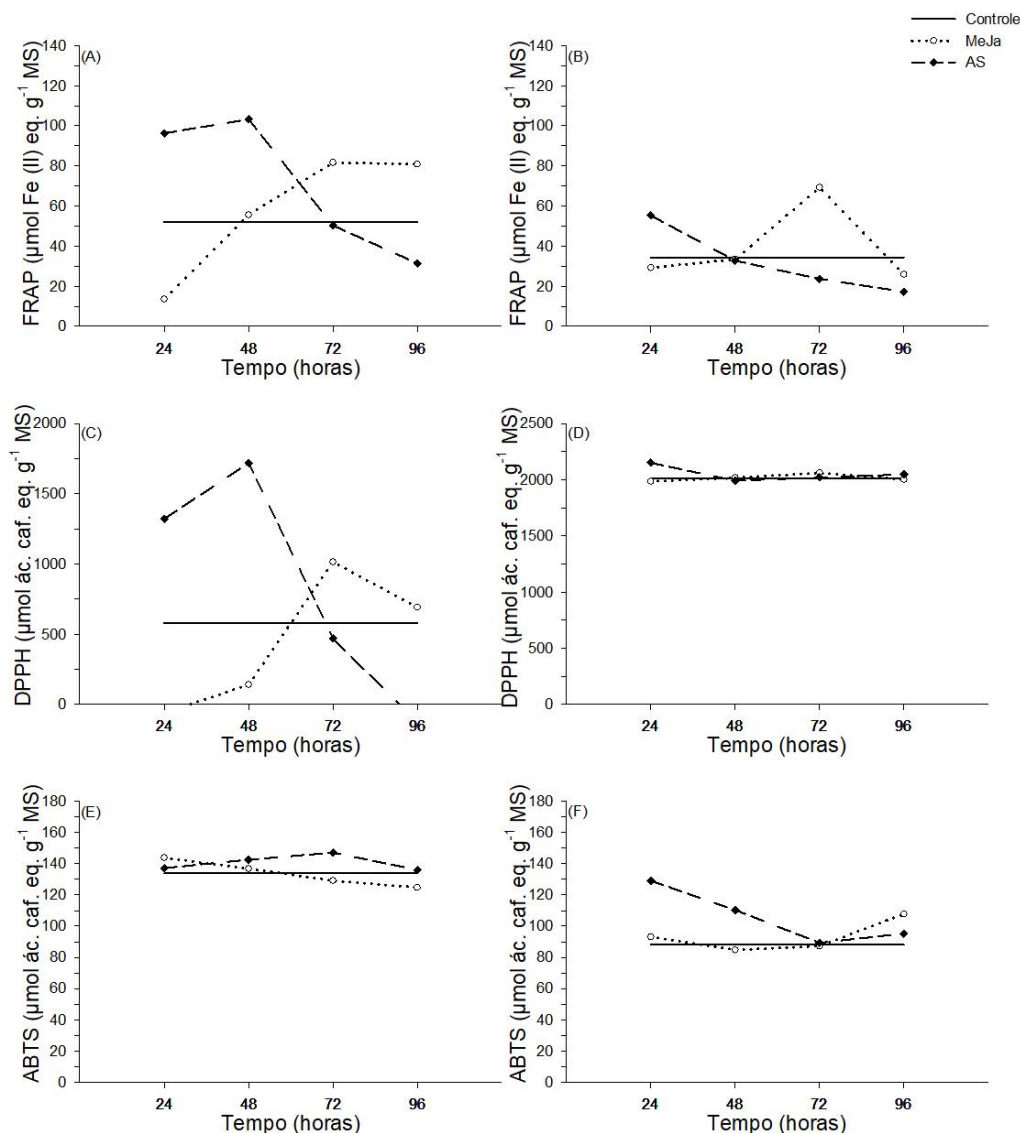 Controle
MeJa
AS
(A)
FRAP (µmol Fe (II) eq. g⁻¹ MS)
140
120
100
80
60
40
20
0
24 48 72 96
Tempo (horas)
(B)
FRAP (µmol Fe (II) eq. g⁻¹ MS)
140
120
100
80
60
40
20
0
24 48 72 96
Tempo (horas)
(C)
DPPH (µmol ác. caf. eq. g⁻¹ MS)
2000
1500
1000
500
0
24 48 72 96
Tempo (horas)
(D)
DPPH (µmol ác. caf. eq. g⁻¹ MS)
2500
2000
1500
1000
500
0
24 48 72 96
Tempo (horas)
(E)
ABTS (µmol ác. caf. eq. g⁻¹ MS)
180
160
140
120
100
80
60
40
20
0
24 48 72 96
Tempo (horas)
(F)
ABTS (µmol ác. caf. eq. g⁻¹ MS)
180
160
140
120
100
80
60
40
20
0
24 48 72 96
Tempo (horas)